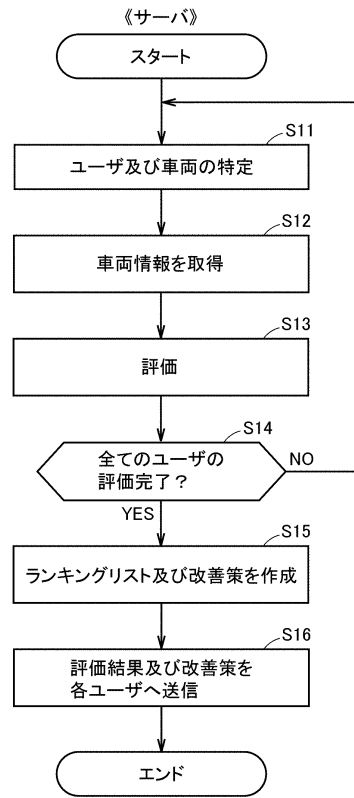 《サーバ》
スタート
S11
ユーザ及び車両の特定
S12
車両情報を取得
S13
評価
S14
全てのユーザの
評価完了？
NO
YES
S15
ランキングリスト及び改善策を作成
S16
評価結果及び改善策を
各ユーザへ送信
エンド